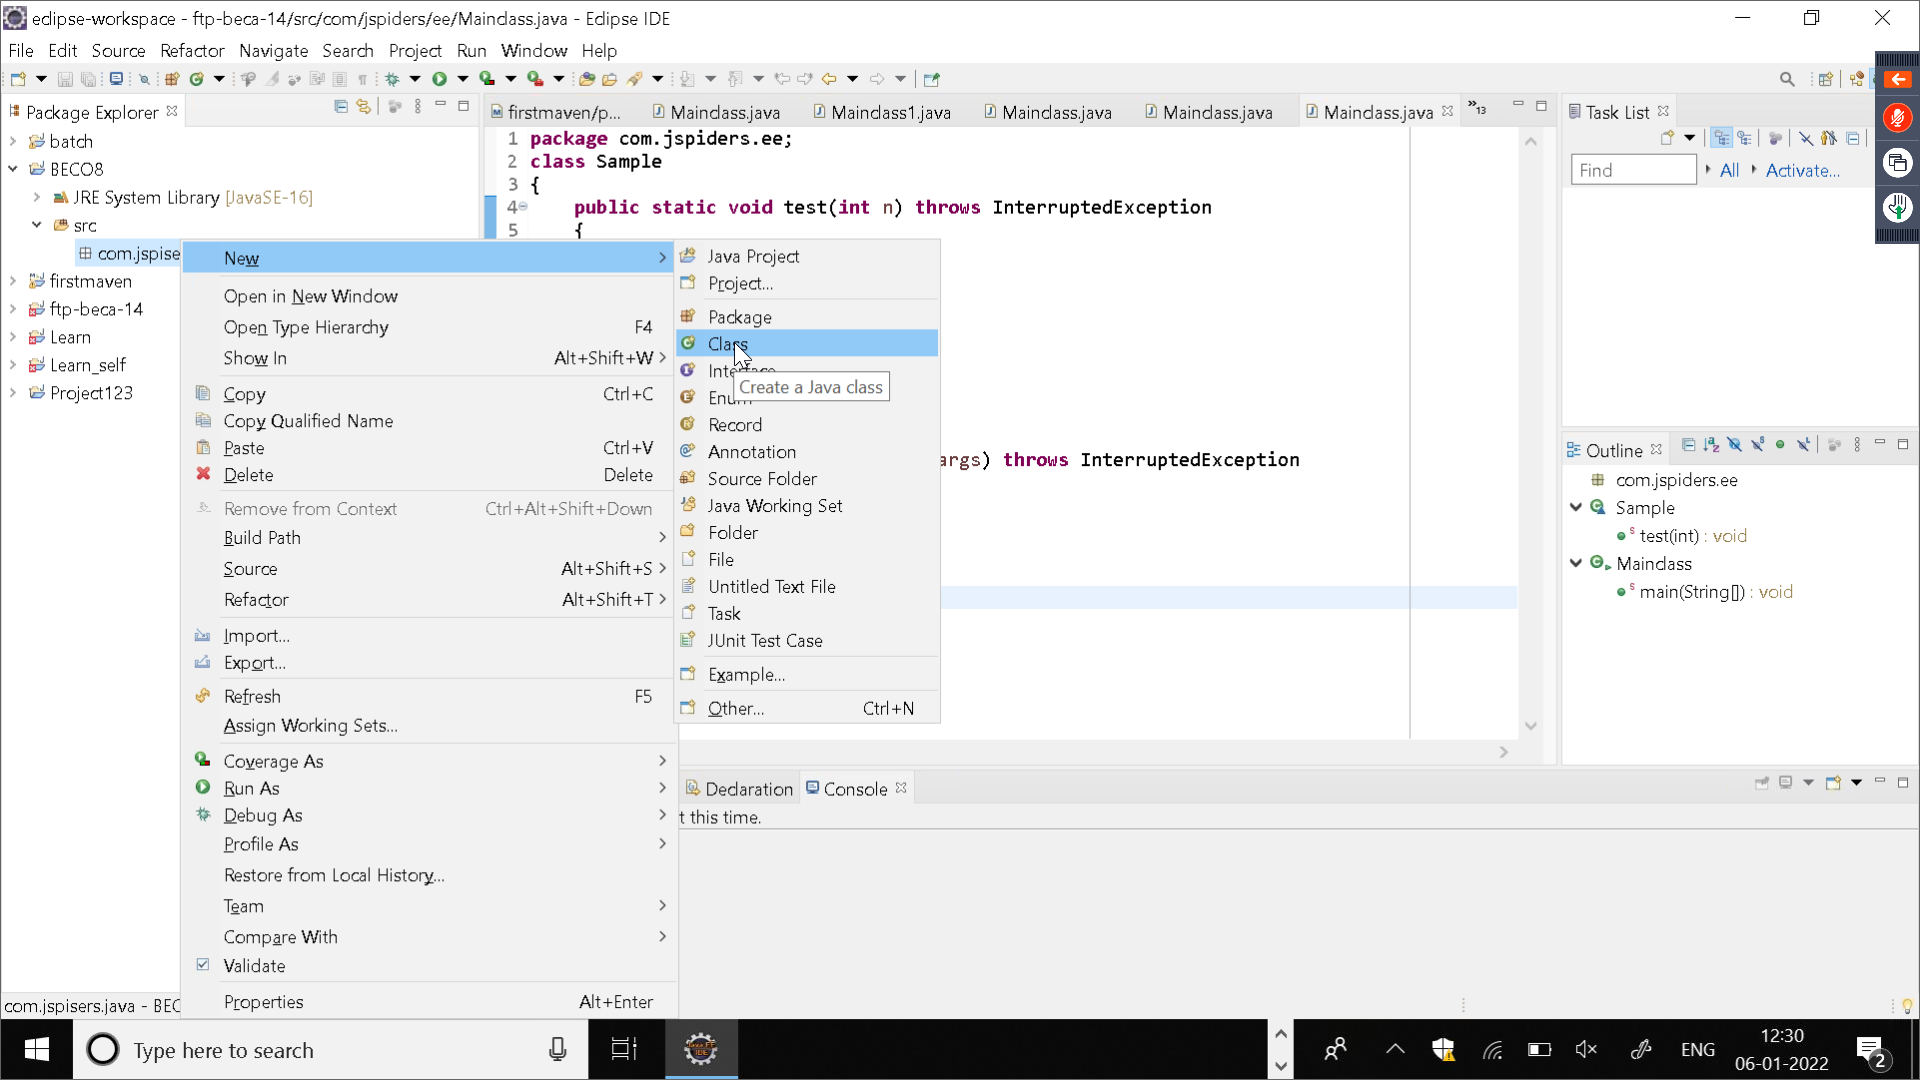 eclipse-workspace - ftp-beca-14/src/com/jspiders/ee/Mainclass.java - Eclipse IDE
File Edit Source Refactor Navigate Search Project Run Window Help
Package Explorer
batch
BECO8
JRE System Library [JavaSE-16]
src
com.jspise
firstmaven
ftp-beca-14
Learn
Learn_self
Project123
firstmaven/p... Mainclass.java Mainclass1.java Mainclass.java Mainclass.java Mainclass.java »13
1 package com.jspiders.ee;
2 class Sample
3 {
4 public static void test(int n) throws InterruptedException
5 {
args) throws InterruptedException
New
Open in New Window
Open Type Hierarchy F4
Show In Alt+Shift+W
Copy Ctrl+C
Copy Qualified Name
Paste Ctrl+V
Delete Delete
Remove from Context Ctrl+Alt+Shift+Down
Build Path
Source Alt+Shift+S
Refactor Alt+Shift+T
Import...
Export...
Refresh F5
Assign Working Sets...
Coverage As
Run As
Debug As
Profile As
Restore from Local History...
Team
Compare With
Validate
Properties Alt+Enter
Java Project
Project...
Package
Class
Interface
Create a Java class
Enum
Record
Annotation
Source Folder
Java Working Set
Folder
File
Untitled Text File
Task
JUnit Test Case
Example...
Other... Ctrl+N
Task List
Find All Activate...
Outline
com.jspiders.ee
Sample
S test(int) : void
Mainclass
S main(String[]) : void
Declaration Console
t this time.
com.jspisers.java - BEC
Type here to search
ENG
12:30
06-01-2022
2